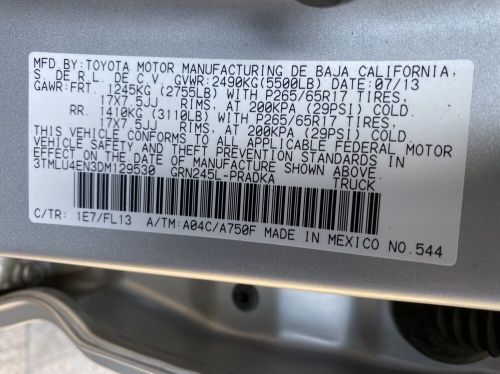 MFD.BY:TOYOTA MOTOR MANUFACTURING DE BAJA CALIFORNIA,
S. DE R.L. DE C.V GVWR:2490KG(5500LB) DATE:07/13
GAWR:FRT. 1245KG (2755LB) WITH P265/65R17 TIRES,
17X7.5JJ RIMS, AT 200KPA (29PSI) COLD.
RR. 1410KG (3110LB) WITH P265/65R17 TIRES,
17X7.5JJ RIMS, AT 200KPA (29PSI) COLD.
THIS VEHICLE CONFORMS TO ALL APPLICABLE FEDERAL MOTOR
VEHICLE SAFETY AND THEFT PREVENTION STANDARDS IN
EFFECT ON THE DATE OF MANUFACTURE SHOWN ABOVE.
3TMLU4EN3DM129530 GRN245L-PRADKA TRUCK
C/TR: 1E7/FL13 A/TM:A04C/A750F MADE IN MEXICO NO.544